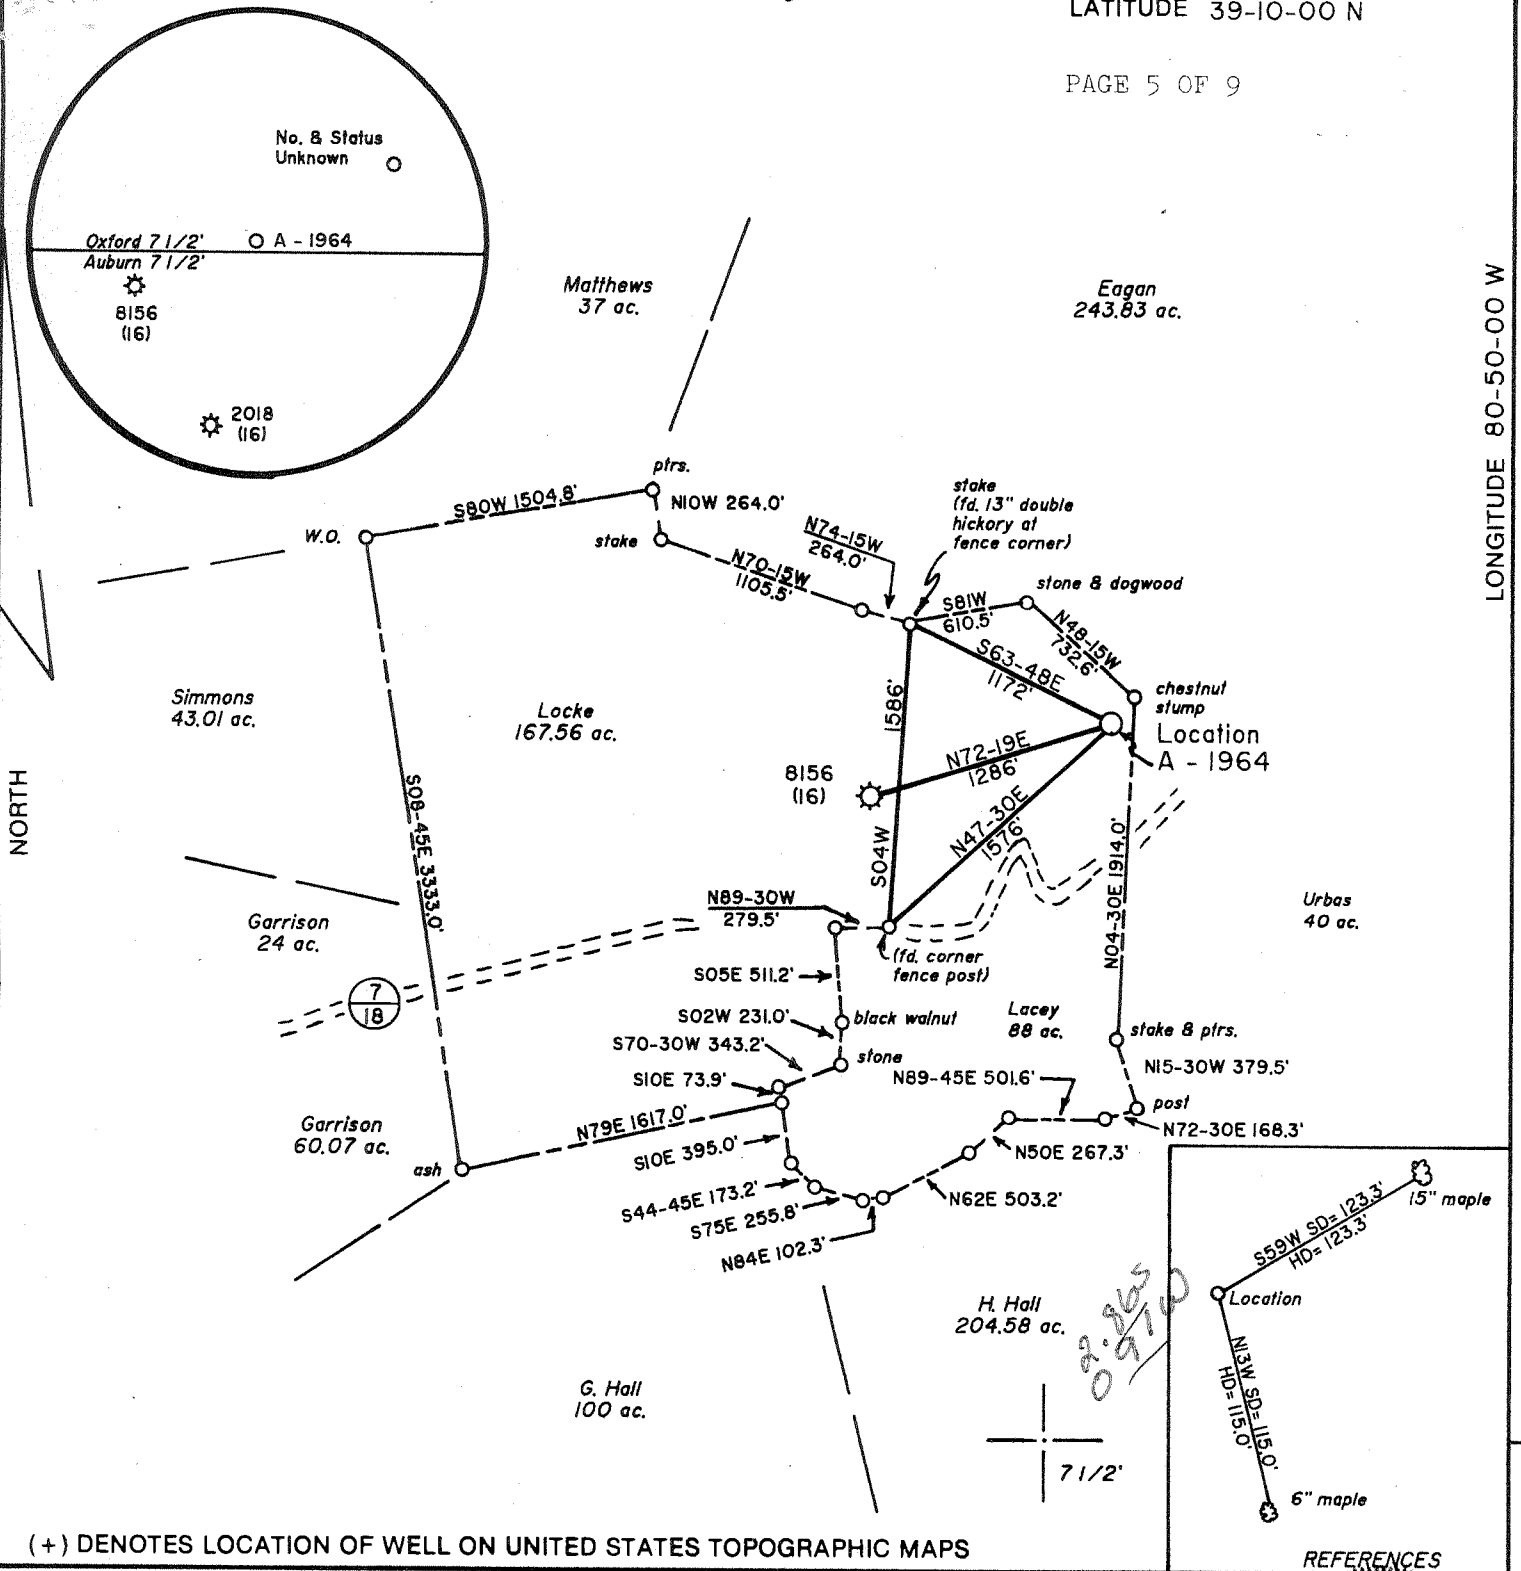 LATITUDE 39-10-00 N
PAGE 5 OF 9
No. & Status
Unknown
Oxford 7 1/2'
A - 1964
Auburn 7 1/2'
8156
(16)
2018
(16)
Matthews
37 ac.
Eagan
243.83 ac.
LONGITUDE 80-50-00 W
ptrs.
S80W 1504.8'
N10W 264.0'
W.O.
stake
N70-15W
1105.5'
N74-15W
264.0'
stake
(fd. 13" double
hickory at
fence corner)
stone & dogwood
S81W
610.5'
N48-15W
732.6'
S63-48E
1172'
chestnut
stump
Location
A - 1964
Simmons
43.01 ac.
Locke
167.56 ac.
1586'
S04W
N72-19E
1286'
8156
(16)
N47-30E
1576'
NORTH
S08-45E 3333.0'
N04-30E 1914.0'
N89-30W
279.5'
Garrison
24 ac.
Urbas
40 ac.
(fd. corner
fence post)
S05E 511.2'
7
18
S02W 231.0'
black walnut
Lacey
88 ac.
S70-30W 343.2'
stone
stake & ptrs.
S10E 73.9'
N89-45E 501.6'
N15-30W 379.5'
post
Garrison
60.07 ac.
N79E 1617.0'
N72-30E 168.3'
ash
S10E 395.0'
N50E 267.3'
S44-45E 173.2'
N62E 503.2'
S75E 255.8'
N84E 102.3'
15" maple
S59W SD= 123.3'
HD= 123.3'
Location
H. Hall
204.58 ac.
2.86s
0.97w
N13W SD= 115.0'
HD= 115.0'
G. Hall
100 ac.
7 1/2'
6" maple
(+) DENOTES LOCATION OF WELL ON UNITED STATES TOPOGRAPHIC MAPS
REFERENCES